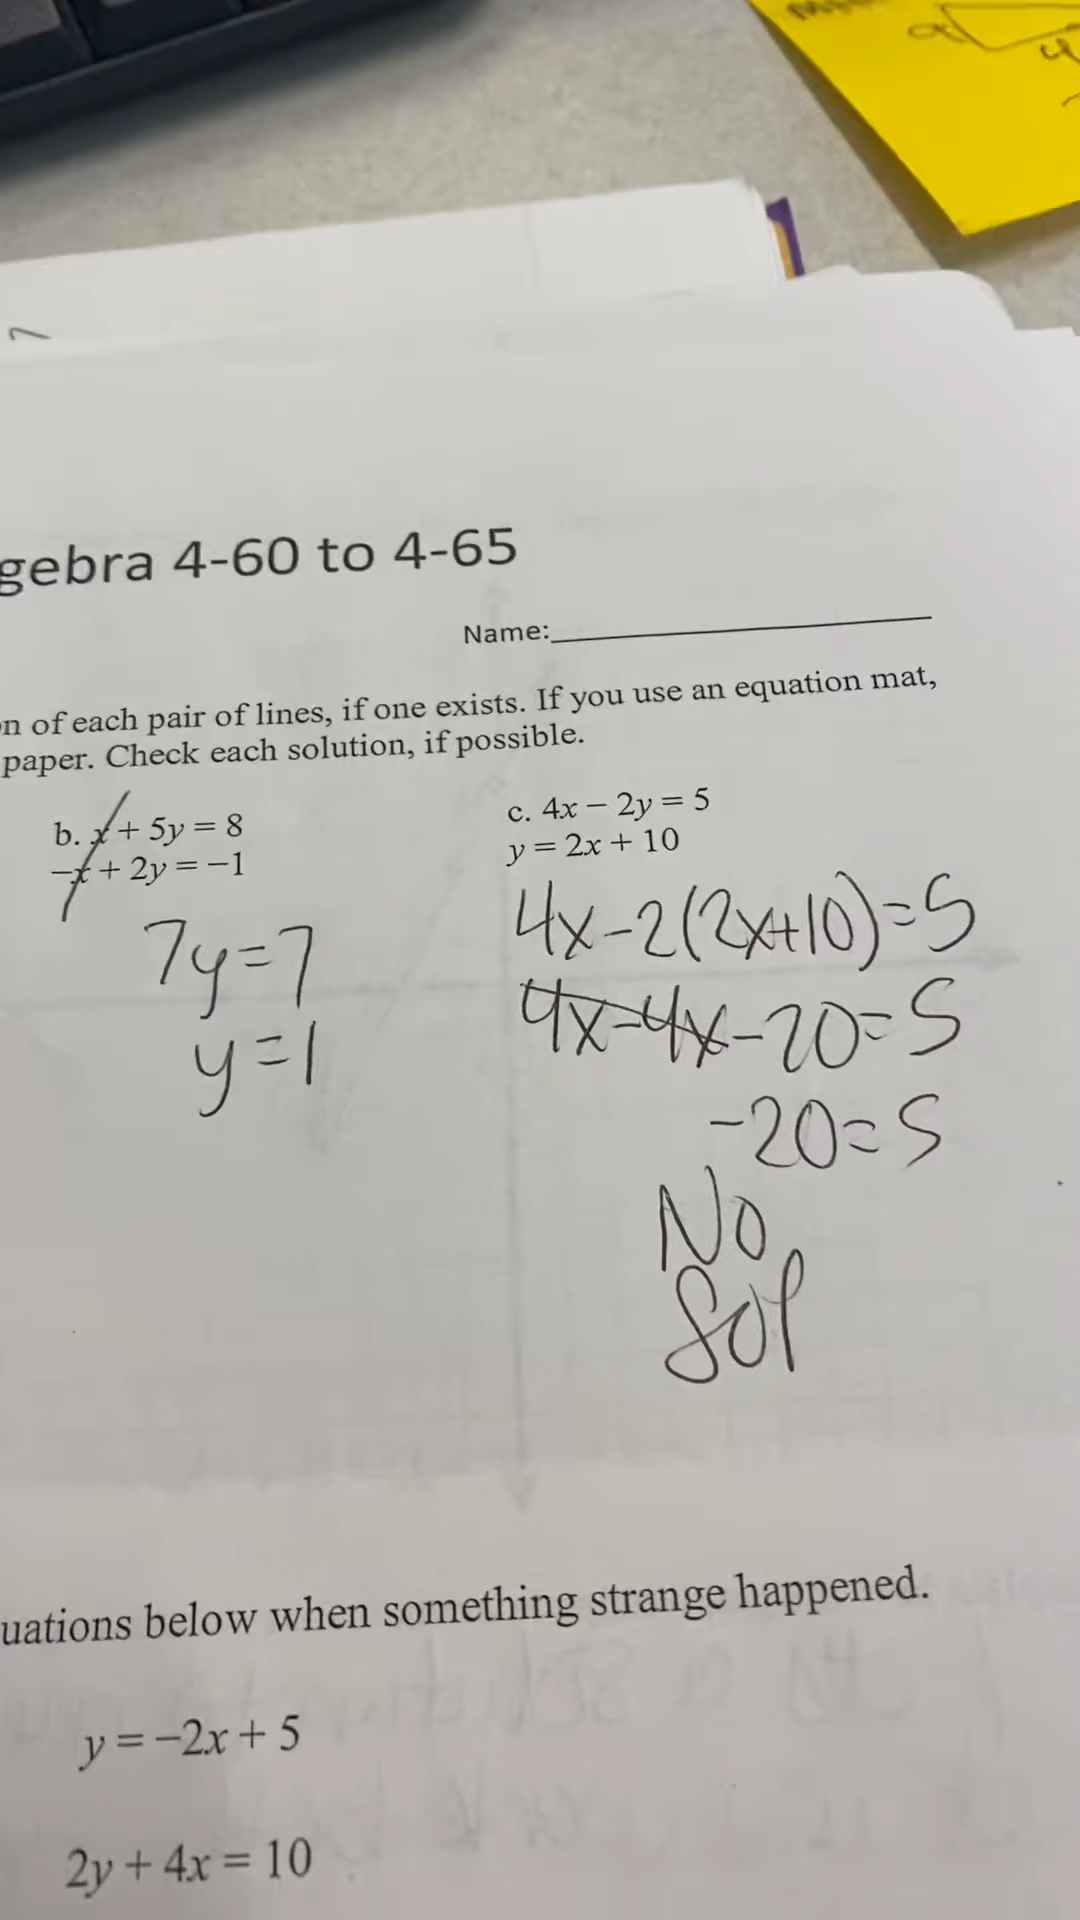 gebra 4-60 to 4-65
Name:
n of each pair of lines, if one exists. If you use an equation mat,
paper. Check each solution, if possible.
b. x + 5y = 8
−x + 2y = −1
7y=7
y=1
c. 4x − 2y = 5
y = 2x + 10
4x-2(2x+10)=5
4x-4x-20=5
-20=5
No
Sol
uations below when something strange happened.
y = −2x + 5
2y + 4x = 10